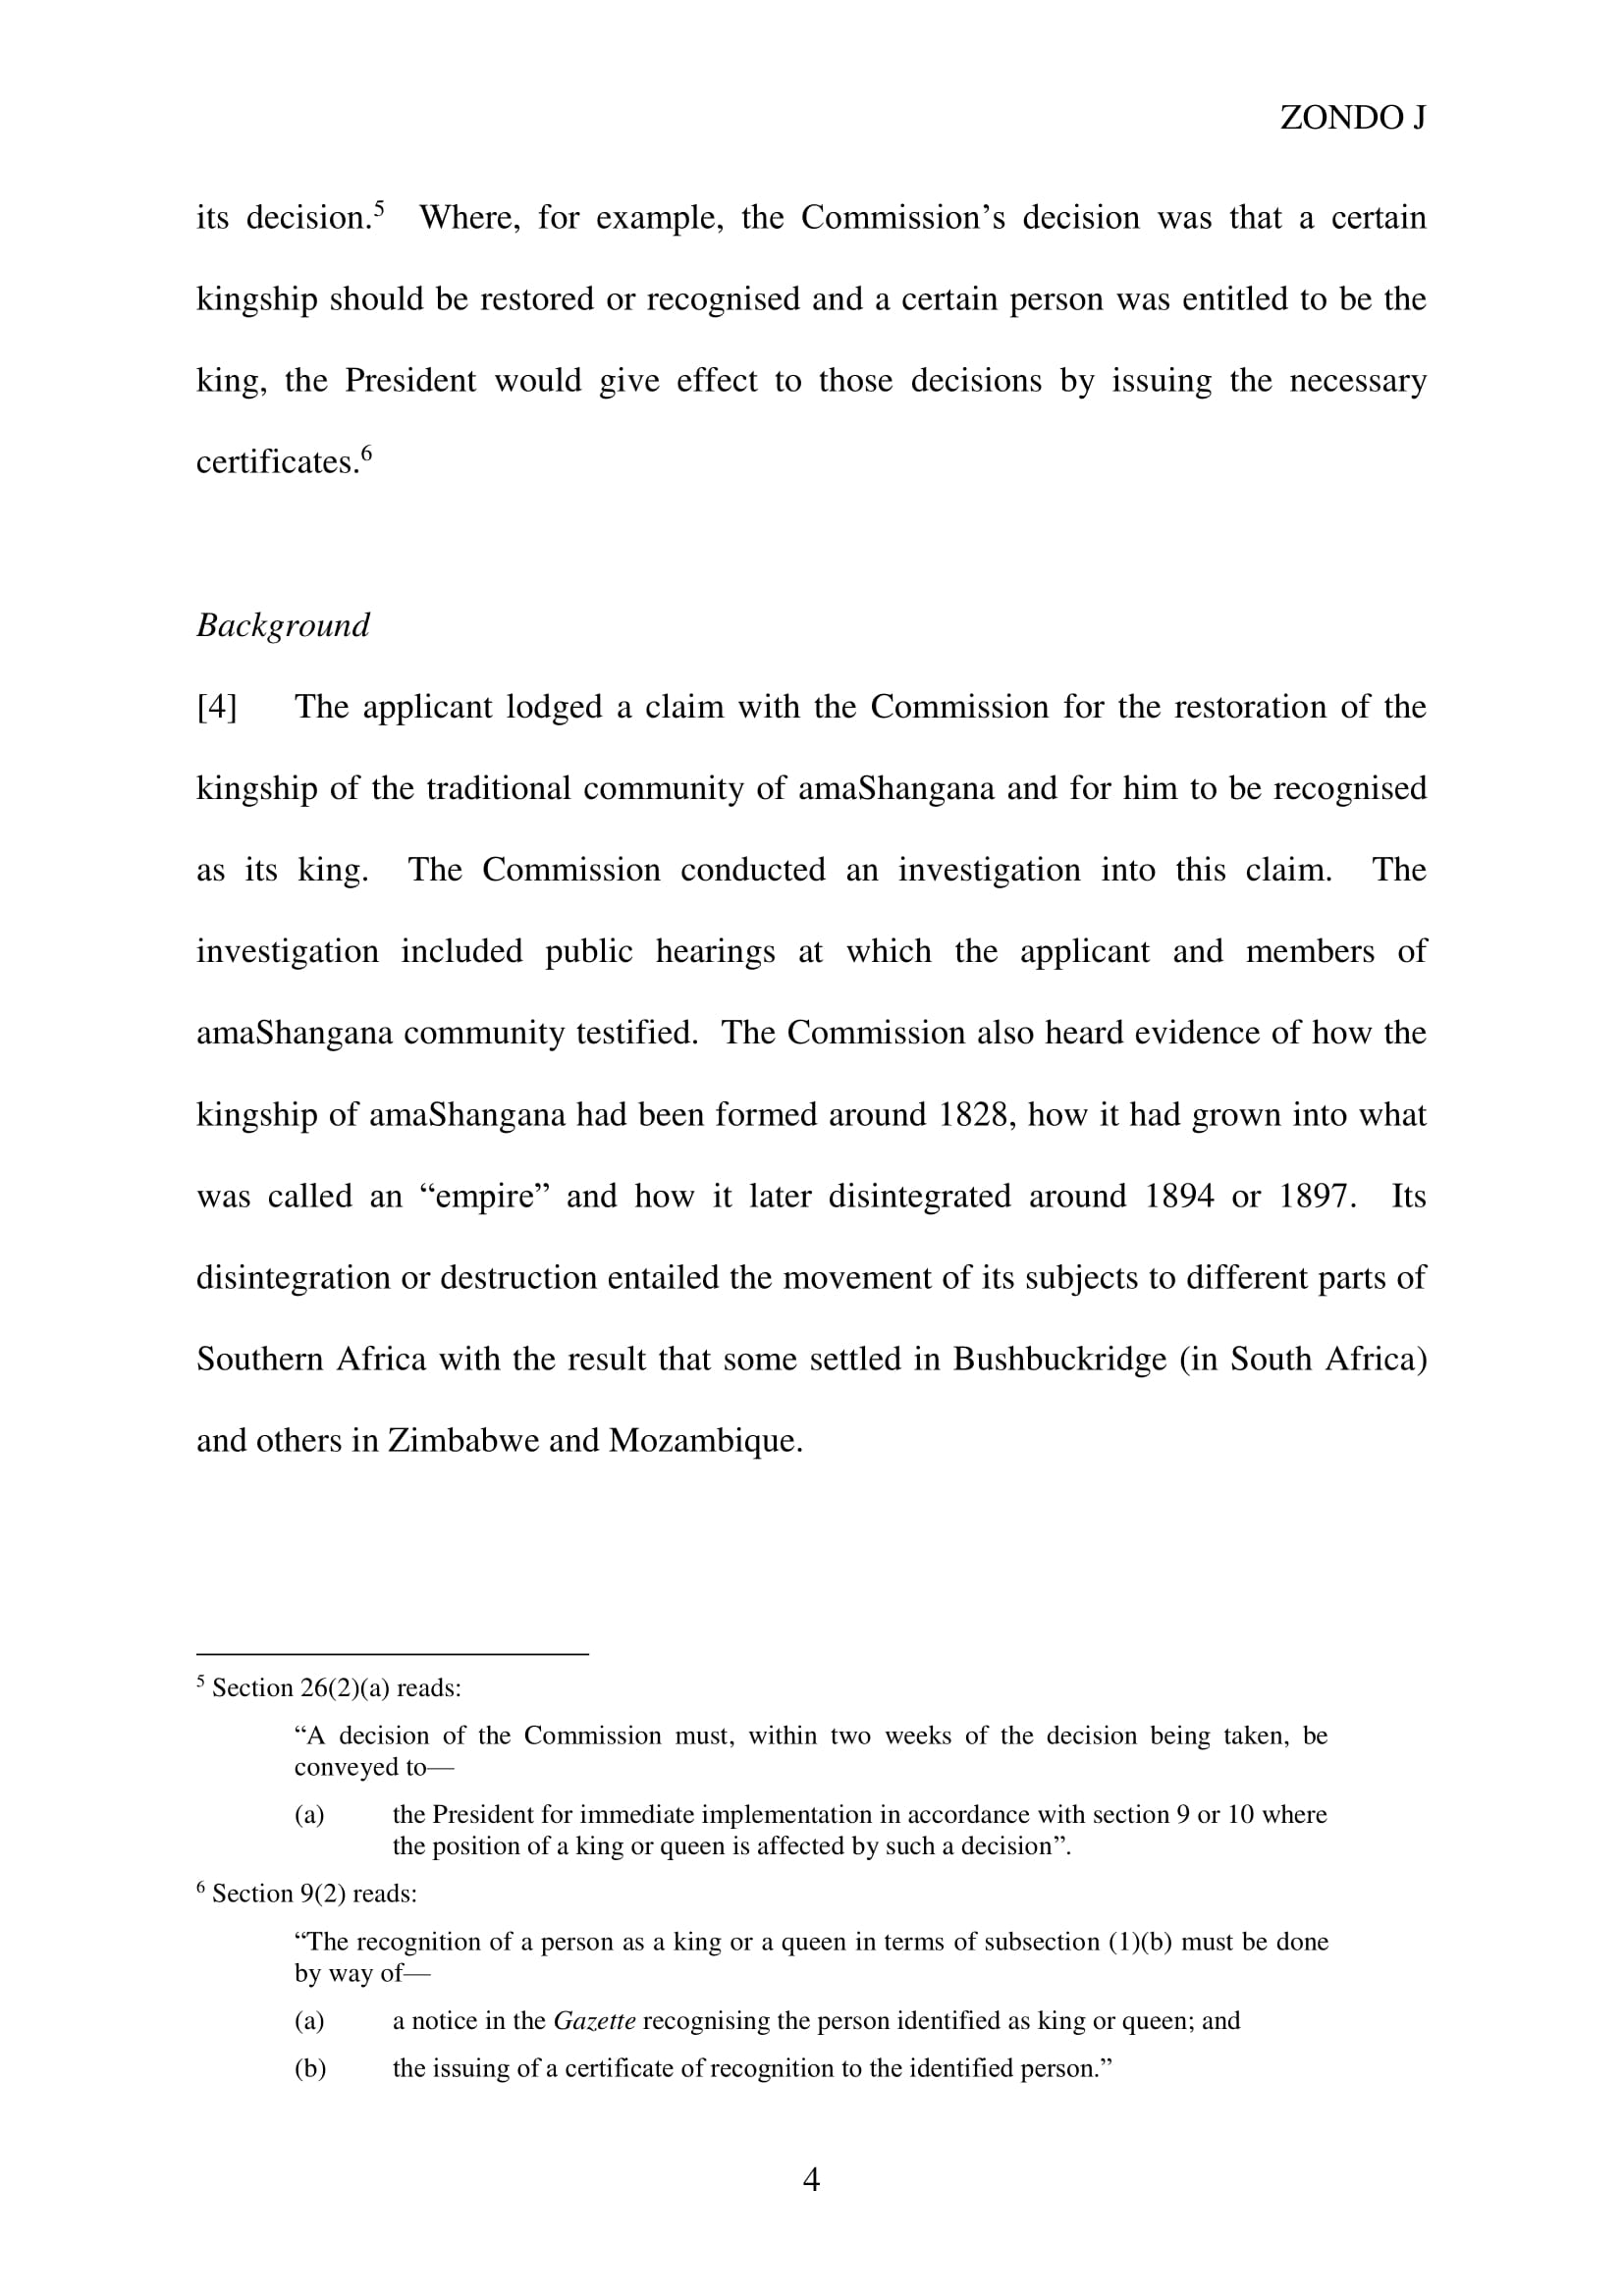 ZONDO J
its decision.5 Where, for example, the Commission’s decision was that a certain
kingship should be restored or recognised and a certain person was entitled to be the
king, the President would give effect to those decisions by issuing the necessary
certificates.6
Background
[4] The applicant lodged a claim with the Commission for the restoration of the
kingship of the traditional community of amaShangana and for him to be recognised
as its king. The Commission conducted an investigation into this claim. The
investigation included public hearings at which the applicant and members of
amaShangana community testified. The Commission also heard evidence of how the
kingship of amaShangana had been formed around 1828, how it had grown into what
was called an “empire” and how it later disintegrated around 1894 or 1897. Its
disintegration or destruction entailed the movement of its subjects to different parts of
Southern Africa with the result that some settled in Bushbuckridge (in South Africa)
and others in Zimbabwe and Mozambique.
5 Section 26(2)(a) reads:
“A decision of the Commission must, within two weeks of the decision being taken, be
conveyed to—
(a) the President for immediate implementation in accordance with section 9 or 10 where
the position of a king or queen is affected by such a decision”.
6 Section 9(2) reads:
“The recognition of a person as a king or a queen in terms of subsection (1)(b) must be done
by way of—
(a) a notice in the Gazette recognising the person identified as king or queen; and
(b) the issuing of a certificate of recognition to the identified person.”
4